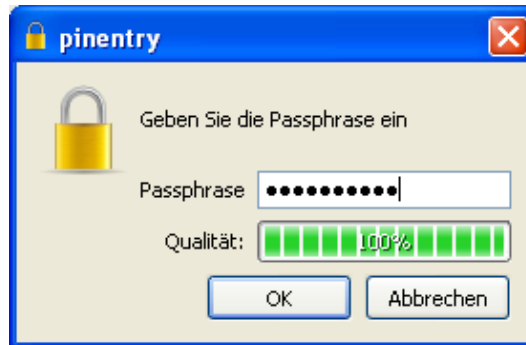 pinentry
Geben Sie die Passphrase ein
Passphrase ●●●●●●●●●●
Qualität: 100%
OK Abbrechen